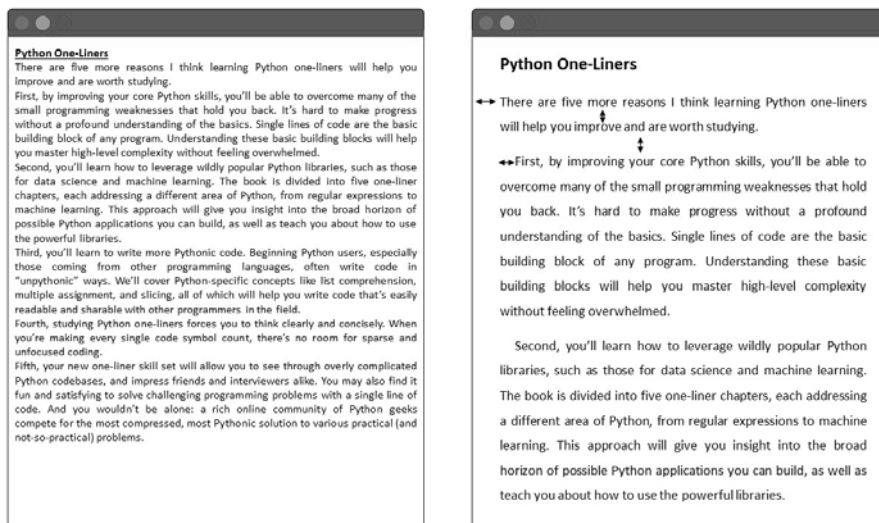 Python One-Liners
There are five more reasons I think learning Python one-liners will help you
improve and are worth studying.
First, by improving your core Python skills, you'll be able to overcome many of the
small programming weaknesses that hold you back. It's hard to make progress
without a profound understanding of the basics. Single lines of code are the basic
building block of any program. Understanding these basic building blocks will help
you master high-level complexity without feeling overwhelmed.
Second, you'll learn how to leverage wildly popular Python libraries, such as those
for data science and machine learning. The book is divided into five one-liner
chapters, each addressing a different area of Python, from regular expressions to
machine learning. This approach will give you insight into the broad horizon of
possible Python applications you can build, as well as teach you about how to use
the powerful libraries.
Third, you'll learn to write more Pythonic code. Beginning Python users, especially
those coming from other programming languages, often write code in
"unpythonic" ways. We'll cover Python-specific concepts like list comprehension,
multiple assignment, and slicing, all of which will help you write code that's easily
readable and sharable with other programmers in the field.
Fourth, studying Python one-liners forces you to think clearly and concisely. When
you're making every single code symbol count, there's no room for sparse and
unfocused coding.
Fifth, your new one-liner skill set will allow you to see through overly complicated
Python codebases, and impress friends and interviewers alike. You may also find it
fun and satisfying to solve challenging programming problems with a single line of
code. And you wouldn't be alone: a rich online community of Python geeks
compete for the most compressed, most Pythonic solution to various practical (and
not-so-practical) problems.
Python One-Liners
There are five more reasons I think learning Python one-liners
will help you improve and are worth studying.
First, by improving your core Python skills, you'll be able to
overcome many of the small programming weaknesses that hold
you back. It's hard to make progress without a profound
understanding of the basics. Single lines of code are the basic
building block of any program. Understanding these basic
building blocks will help you master high-level complexity
without feeling overwhelmed.
Second, you'll learn how to leverage wildly popular Python
libraries, such as those for data science and machine learning.
The book is divided into five one-liner chapters, each addressing
a different area of Python, from regular expressions to machine
learning. This approach will give you insight into the broad
horizon of possible Python applications you can build, as well as
teach you about how to use the powerful libraries.